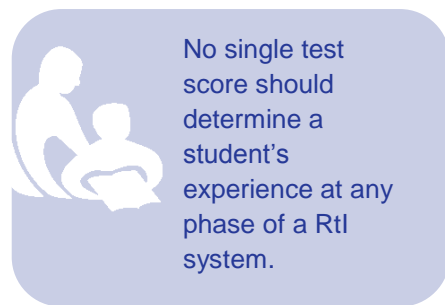 No single test
score should
determine a
student's
experience at any
phase of a RtI
system.